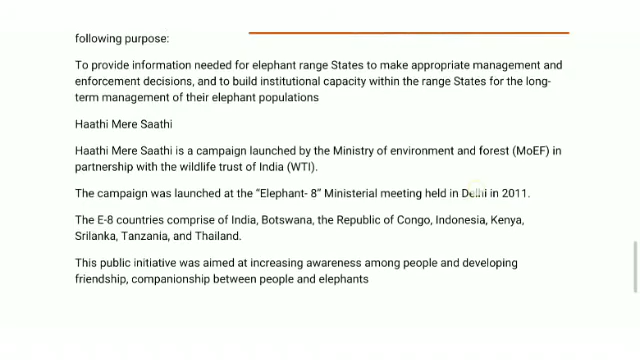 following purpose:
To provide information needed for elephant range States to make appropriate management and
enforcement decisions, and to build institutional capacity within the range States for the long-
term management of their elephant populations
Haathi Mere Saathi
Haathi Mere Saathi is a campaign launched by the Ministry of environment and forest (MoEF) in
partnership with the wildlife trust of India (WTI).
The campaign was launched at the “Elephant- 8” Ministerial meeting held in Delhi in 2011.
The E-8 countries comprise of India, Botswana, the Republic of Congo, Indonesia, Kenya,
Srilanka, Tanzania, and Thailand.
This public initiative was aimed at increasing awareness among people and developing
friendship, companionship between people and elephants